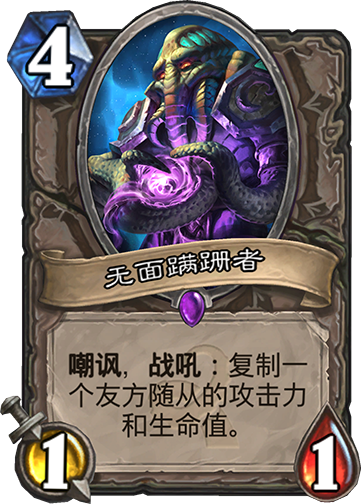 4
无面蹒跚者
嘲讽，战吼：复制一
个友方随从的攻击力
和生命值。
1
1